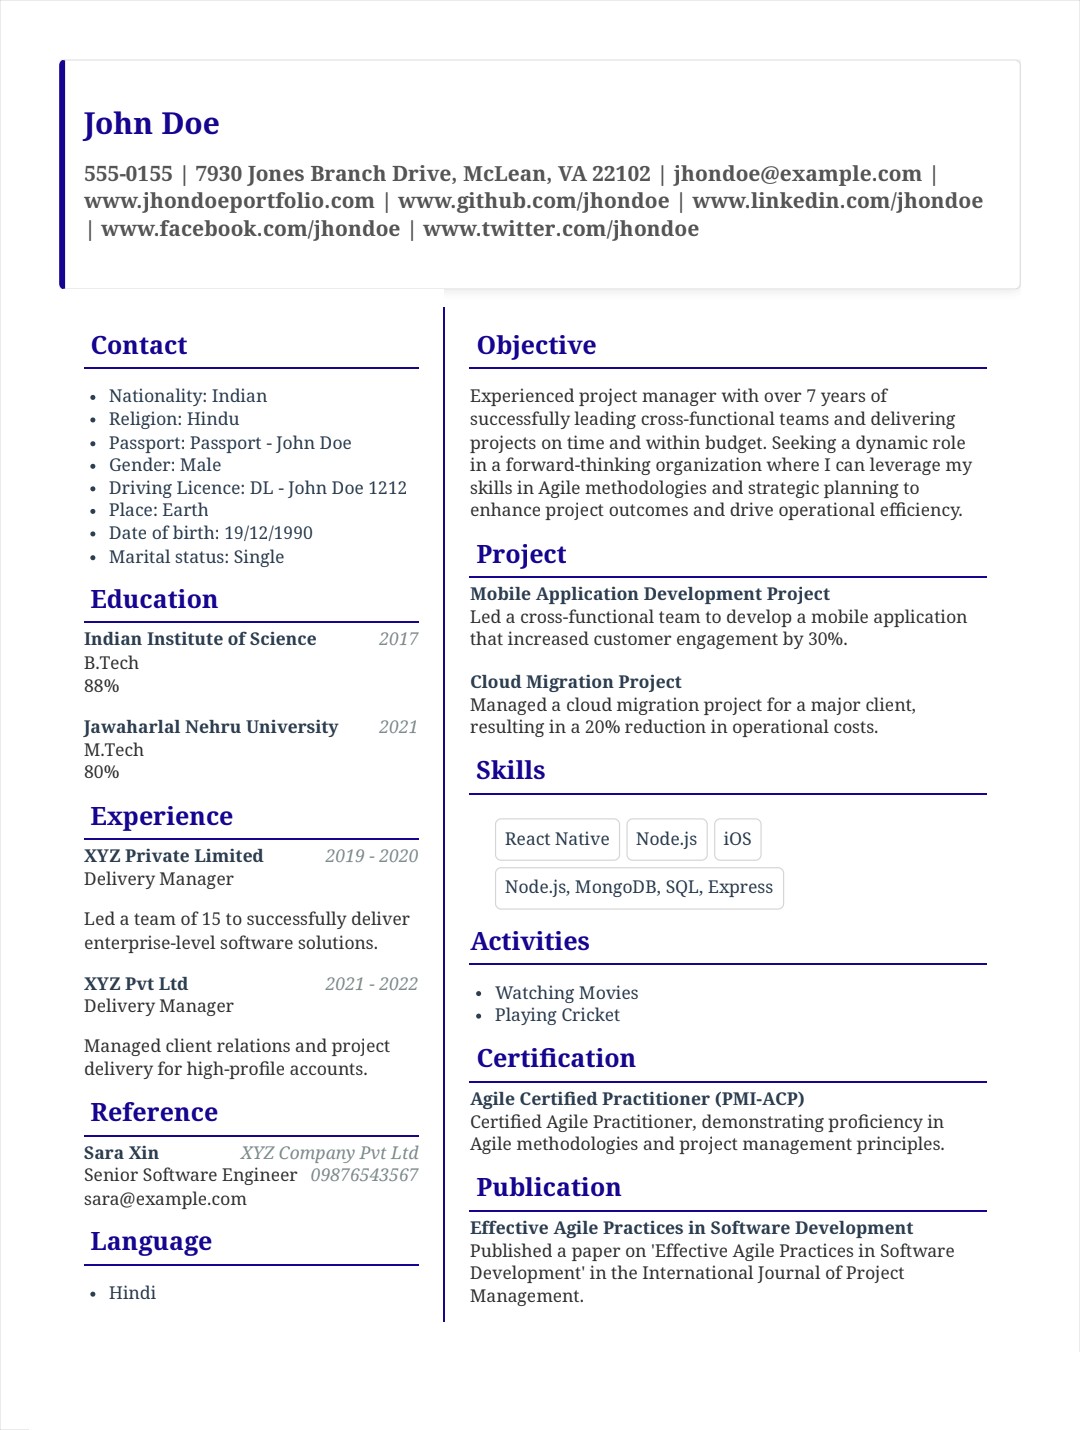 John Doe
555-0155 | 7930 Jones Branch Drive, McLean, VA 22102 | jhondoe@example.com |
www.jhondoeportfolio.com | www.github.com/jhondoe | www.linkedin.com/jhondoe
| www.facebook.com/jhondoe | www.twitter.com/jhondoe
Contact
• Nationality: Indian
• Religion: Hindu
• Passport: Passport - John Doe
• Gender: Male
• Driving Licence: DL - John Doe 1212
• Place: Earth
• Date of birth: 19/12/1990
• Marital status: Single
Education
Indian Institute of Science 2017
B.Tech
88%
Jawaharlal Nehru University 2021
M.Tech
80%
Experience
XYZ Private Limited 2019 - 2020
Delivery Manager
Led a team of 15 to successfully deliver
enterprise-level software solutions.
XYZ Pvt Ltd 2021 - 2022
Delivery Manager
Managed client relations and project
delivery for high-profile accounts.
Reference
Sara Xin XYZ Company Pvt Ltd
Senior Software Engineer 09876543567
sara@example.com
Language
• Hindi
Objective
Experienced project manager with over 7 years of
successfully leading cross-functional teams and delivering
projects on time and within budget. Seeking a dynamic role
in a forward-thinking organization where I can leverage my
skills in Agile methodologies and strategic planning to
enhance project outcomes and drive operational efficiency.
Project
Mobile Application Development Project
Led a cross-functional team to develop a mobile application
that increased customer engagement by 30%.
Cloud Migration Project
Managed a cloud migration project for a major client,
resulting in a 20% reduction in operational costs.
Skills
React Native Node.js iOS
Node.js, MongoDB, SQL, Express
Activities
• Watching Movies
• Playing Cricket
Certification
Agile Certified Practitioner (PMI-ACP)
Certified Agile Practitioner, demonstrating proficiency in
Agile methodologies and project management principles.
Publication
Effective Agile Practices in Software Development
Published a paper on 'Effective Agile Practices in Software
Development' in the International Journal of Project
Management.